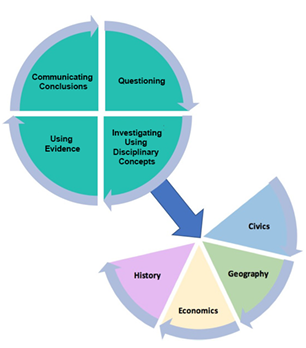 Communicating
Conclusions
Questioning
Using
Evidence
Investigating
Using
Disciplinary
Concepts
Civics
Geography
Economics
History